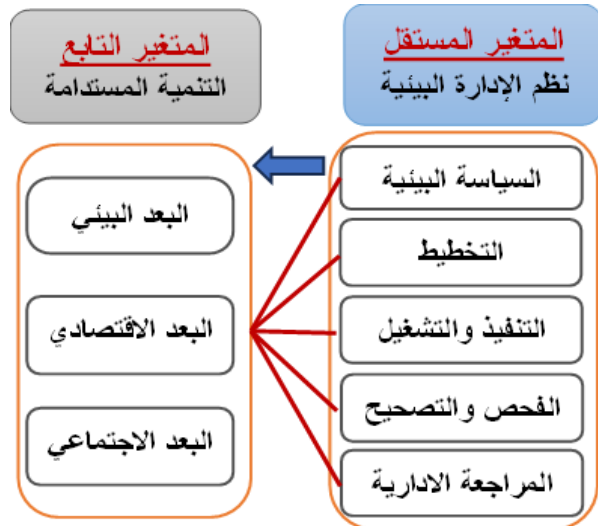 المتغير المستقل
نظم الإدارة البيئية
السياسة البيئية
التخطيط
التنفيذ والتشغيل
الفحص والتصحيح
المراجعة الادارية
المتغير التابع
التنمية المستدامة
البعد البيئي
البعد الاقتصادي
البعد الاجتماعي